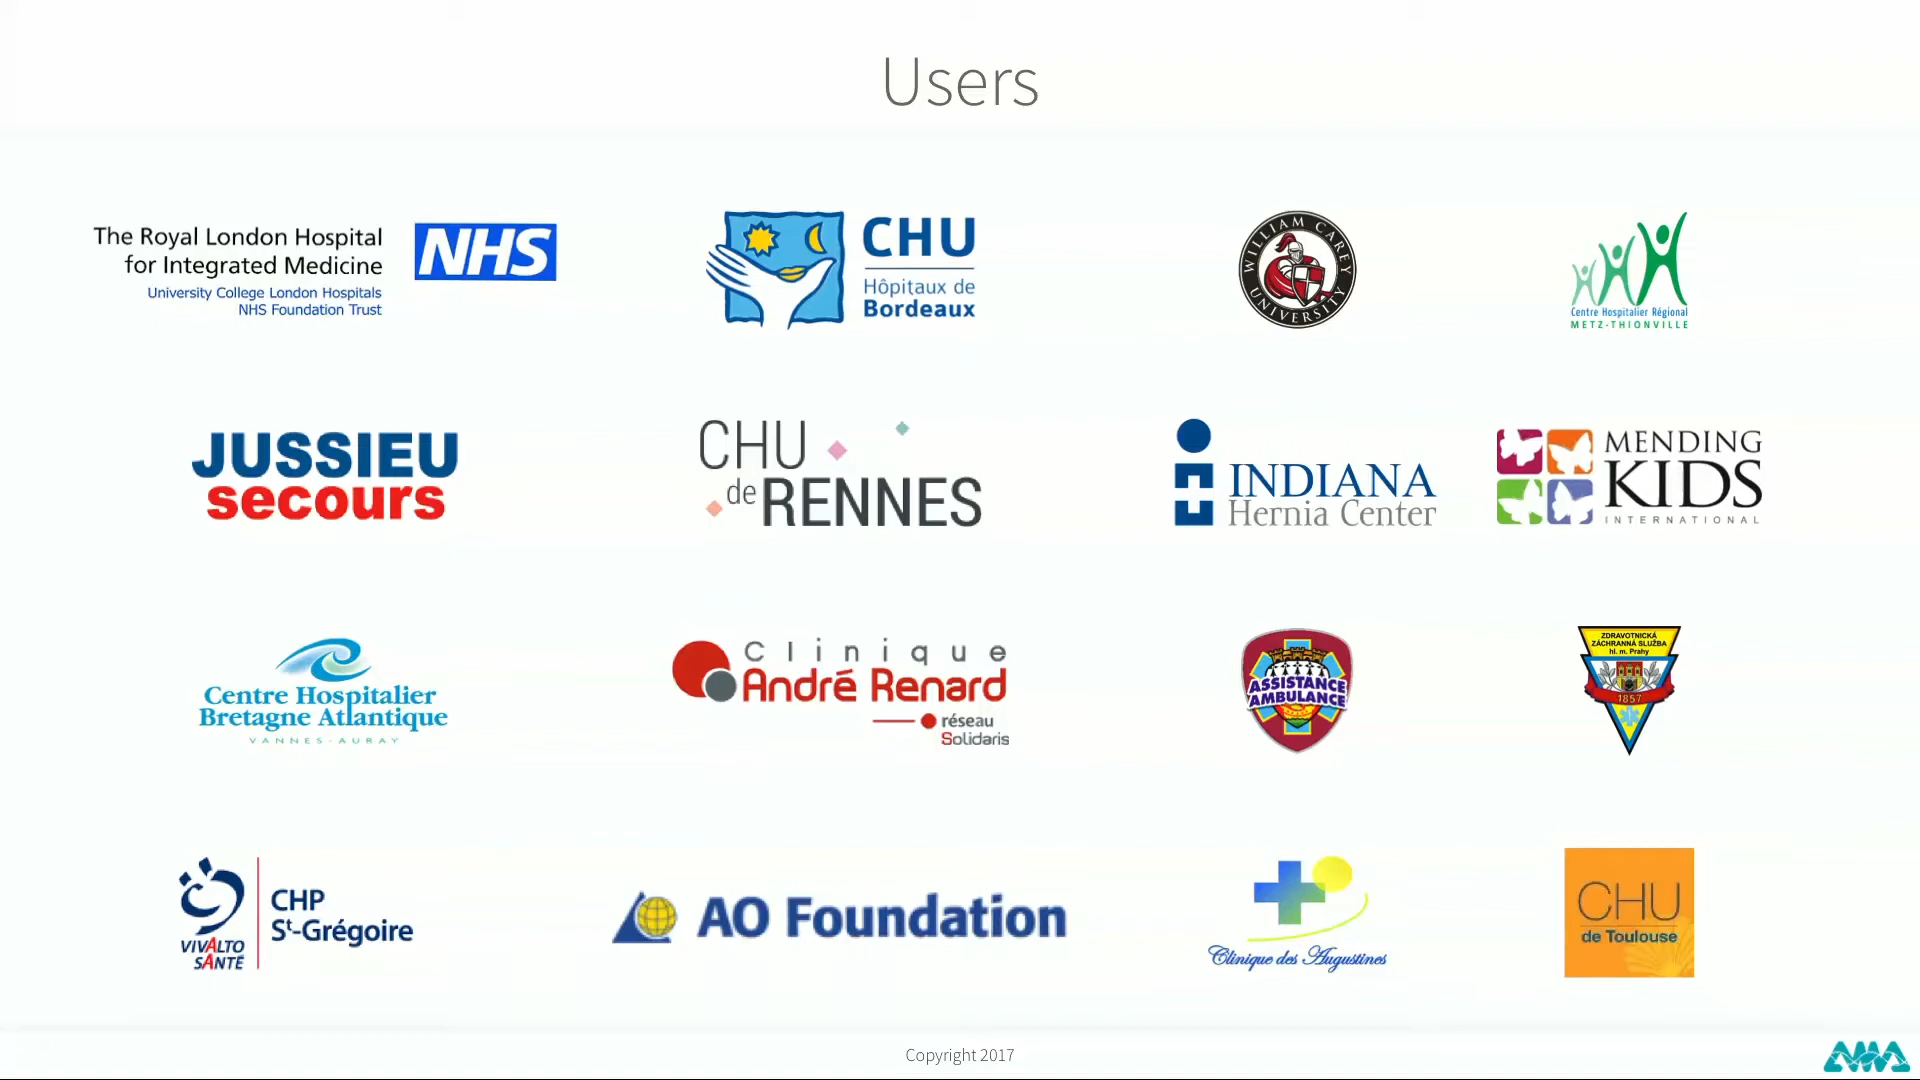 Users
The Royal London Hospital
for Integrated Medicine
University College London Hospitals
NHS Foundation Trust
NHS
CHU
Hôpitaux de
Bordeaux
WILLIAM CAREY
UNIVERSITY
Centre Hospitalier Régional
METZ-THIONVILLE
JUSSIEU
secours
CHU
de RENNES
INDIANA
Hernia Center
MENDING
KIDS
INTERNATIONAL
Centre Hospitalier
Bretagne Atlantique
VANNES-AURAY
Clinique
André Renard
réseau
Solidaris
ASSISTANCE
AMBULANCE
ZDRAVOTNICKÁ
ZÁCHRANNÁ SLUŽBA
hl. m. Prahy
1857
VIVALTO
SANTÉ
CHP
St-Grégoire
AO Foundation
Clinique des Augustines
CHU
de Toulouse
Copyright 2017
AMA